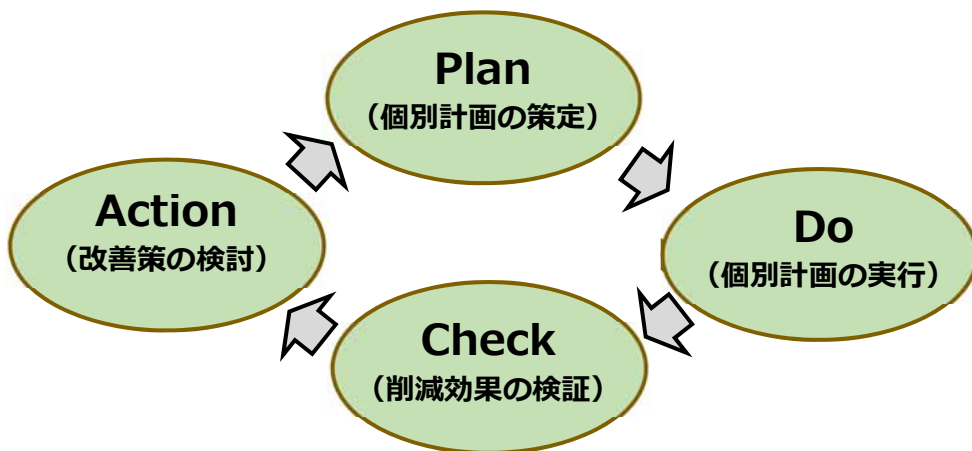 Plan
（個別計画の策定）
Action
（改善策の検討）
Do
（個別計画の実行）
Check
（削減効果の検証）